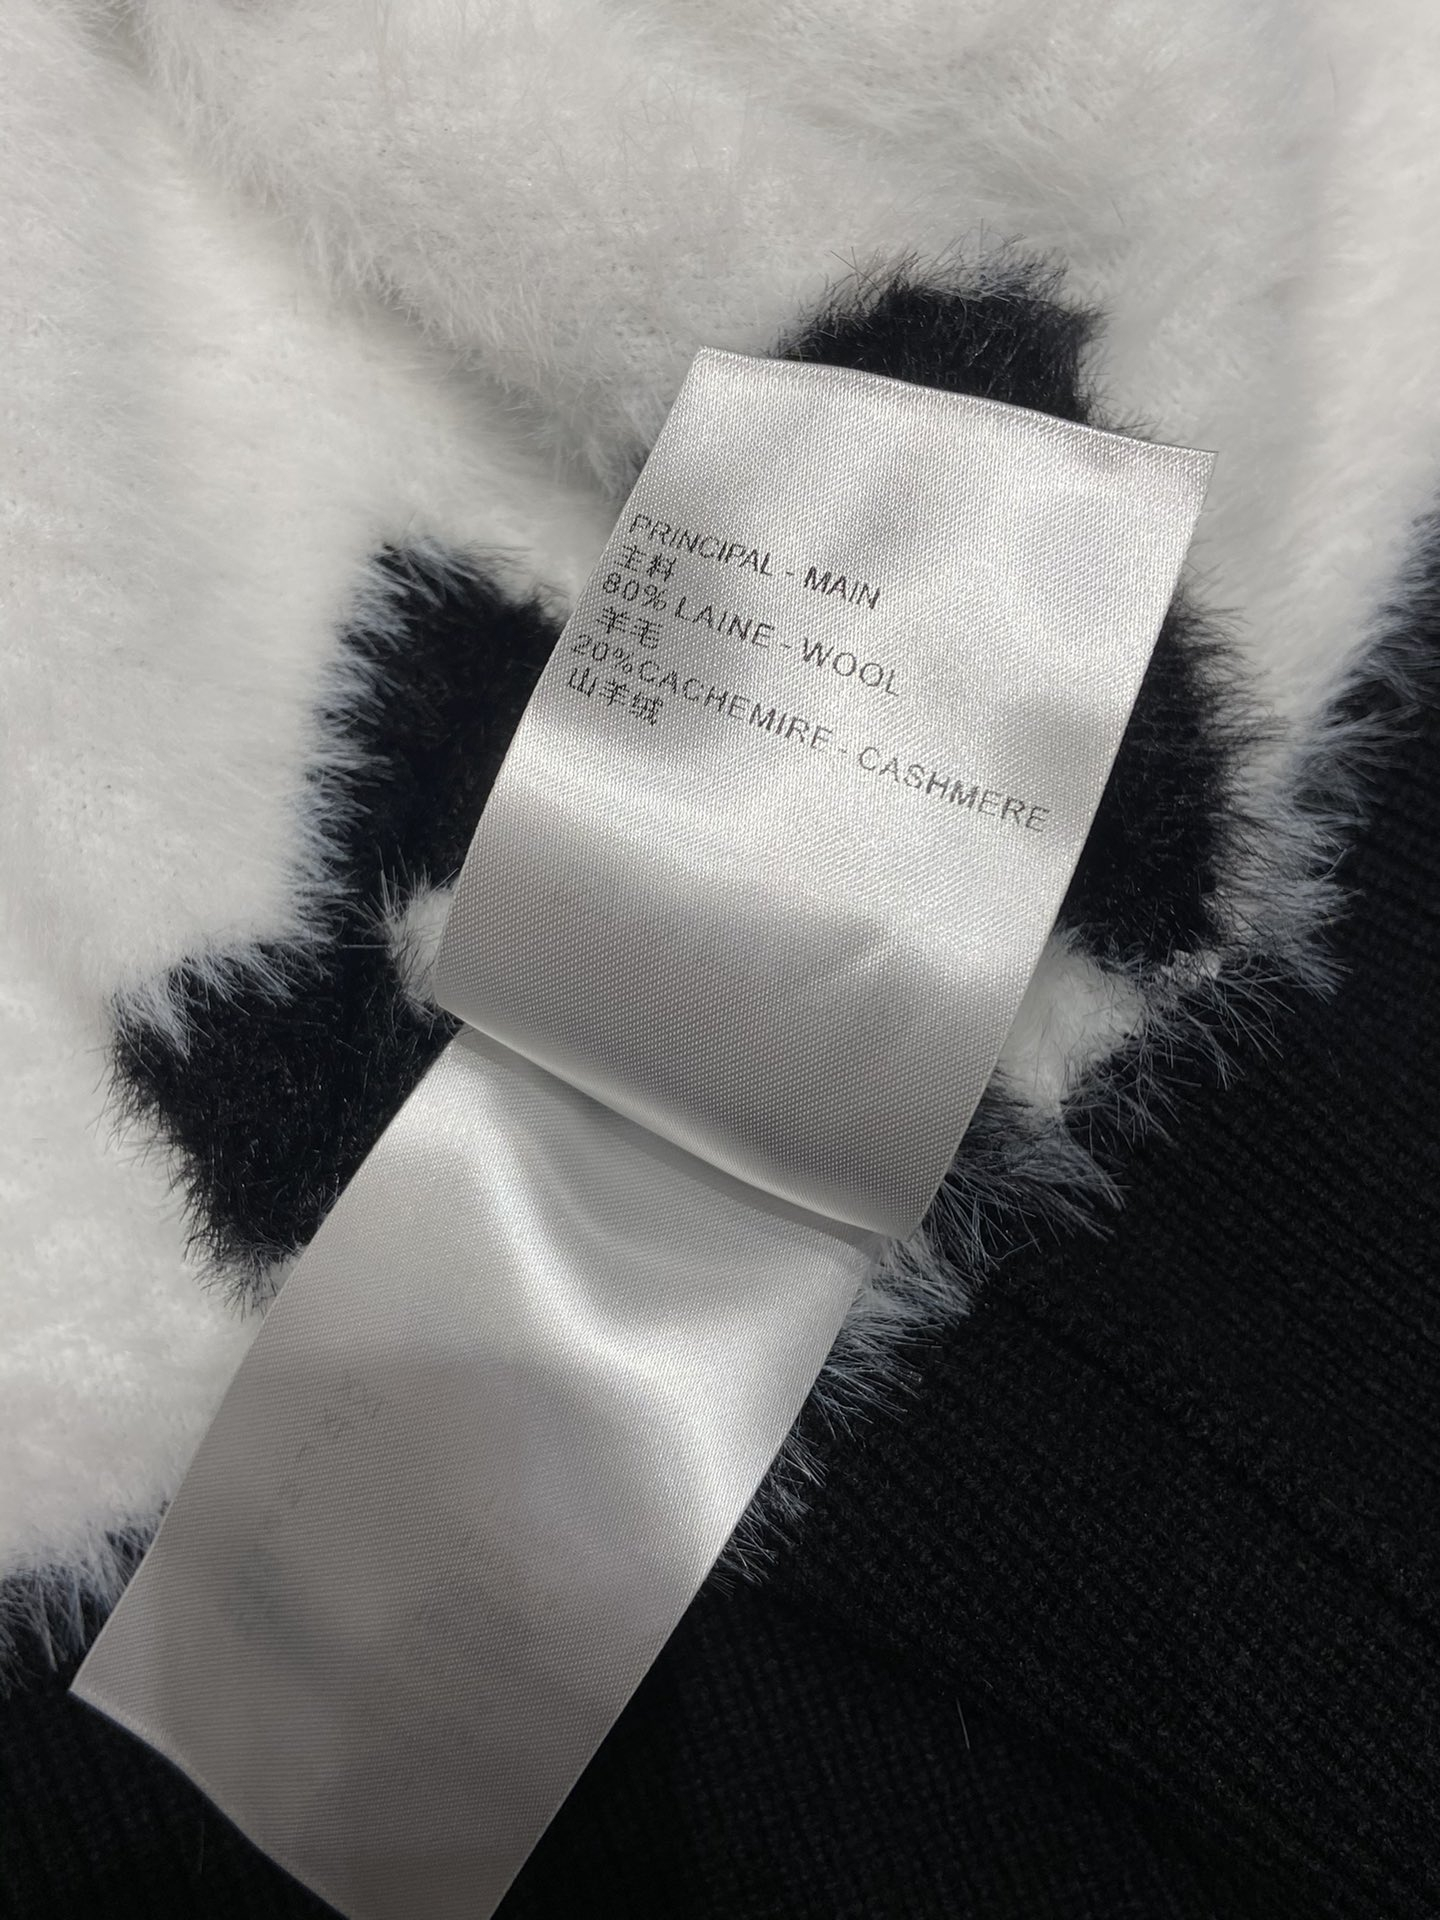 PRINCIPAL - MAIN
主料
80% LAINE - WOOL
羊毛
20%CACHEMIRE - CASHMERE
山羊绒